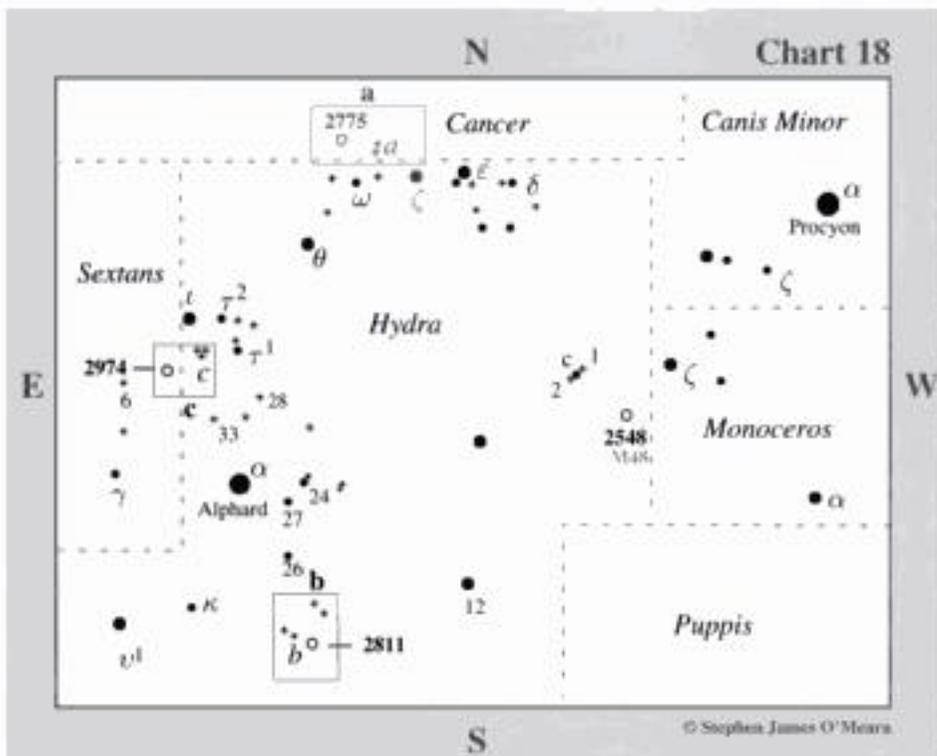 N
Chart 18
a
2775
Cancer
Canis Minor
ω
ζ
ε
δ
α
Procyon
θ
ζ
Sextans
ι
τ²
Hydra
τ¹
2974
c
c 1
2
ζ
E
W
6
c
28
33
2548
M48
Monoceros
α
γ
Alphard
24
27
α
26
b
κ
12
Puppis
υ¹
b
2811
© Stephen James O'Meara
S